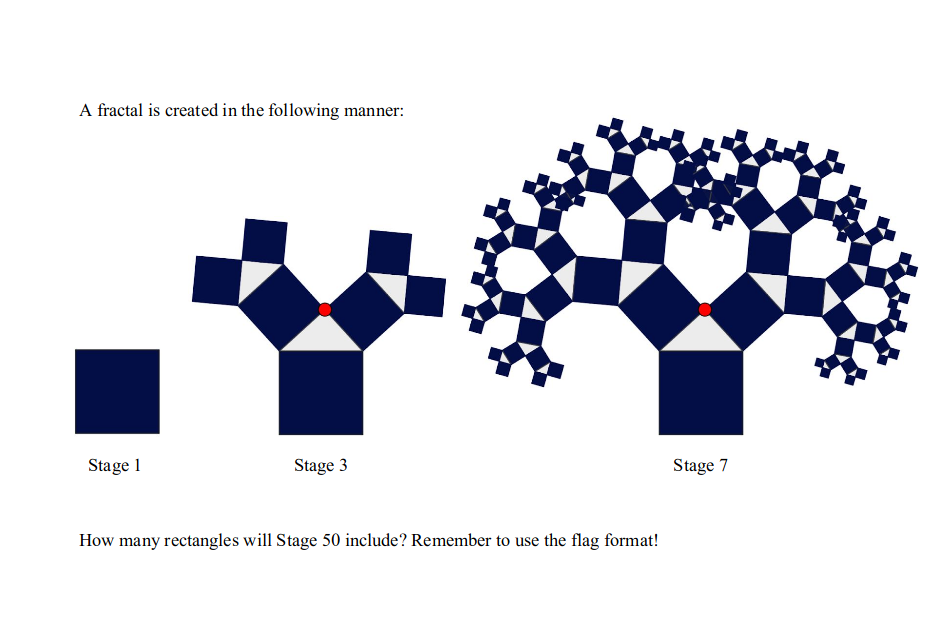 A fractal is created in the following manner:
Stage 1
Stage 3
Stage 7
How many rectangles will Stage 50 include? Remember to use the flag format!